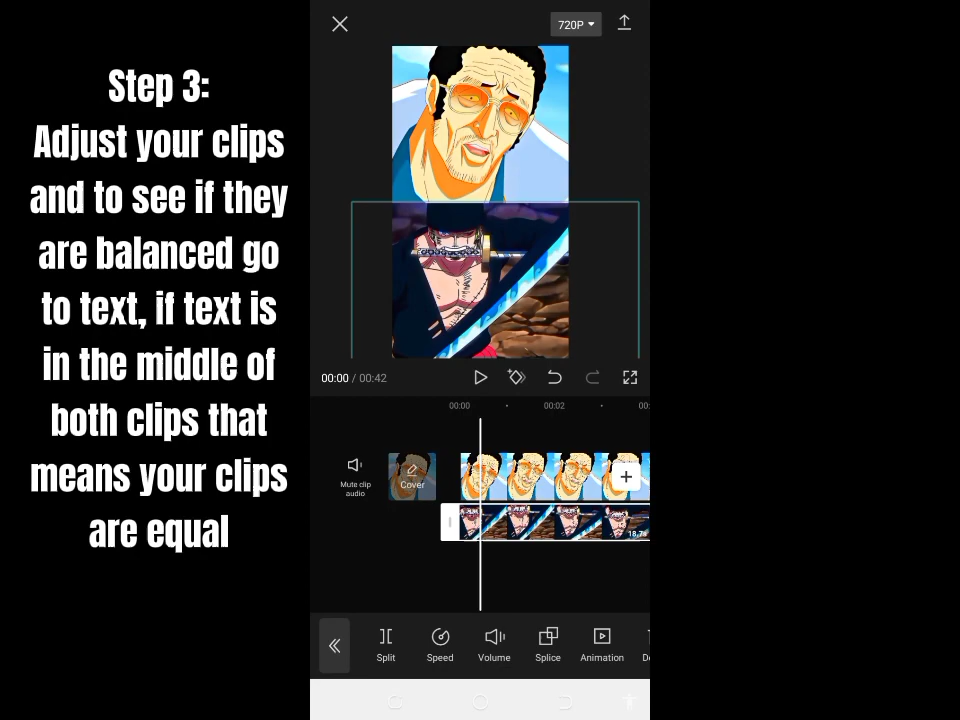 Step 3:
Adjust your clips
and to see if they
are balanced go
to text, if text is
in the middle of
both clips that
means your clips
are equal
720P
00:00 / 00:42
00:00
00:02
Mute clip
audio
Cover
18.7s
Split
Speed
Volume
Splice
Animation